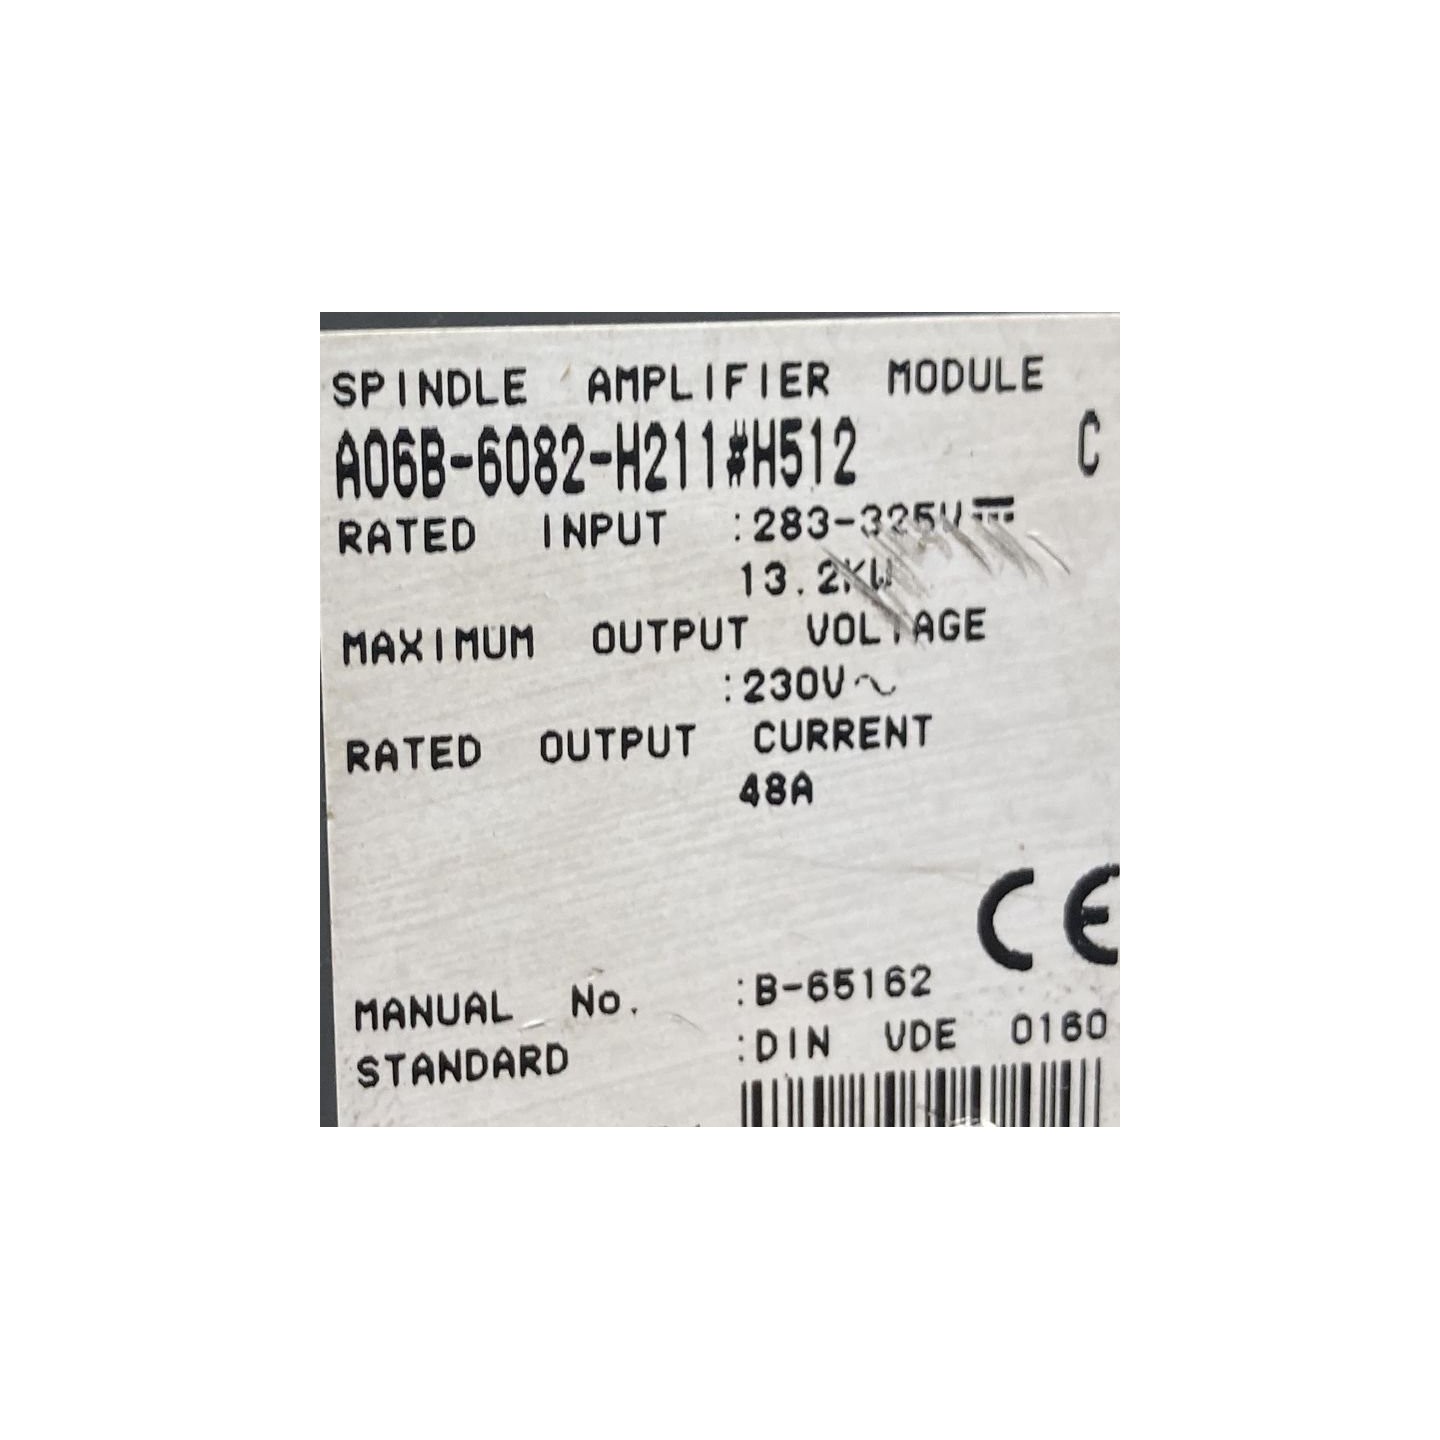 SPINDLE AMPLIFIER MODULE
A06B-6082-H211#H512 C
RATED INPUT :283-325V⎓
13.2KW
MAXIMUM OUTPUT VOLTAGE
:230V~
RATED OUTPUT CURRENT
48A
CE
MANUAL No. :B-65162
STANDARD :DIN VDE 0160